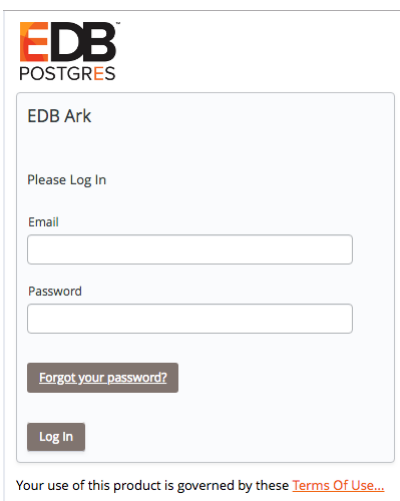 EDB™
POSTGRES
EDB Ark
Please Log In
Email
Password
Forgot your password?
Log In
Your use of this product is governed by these Terms Of Use...